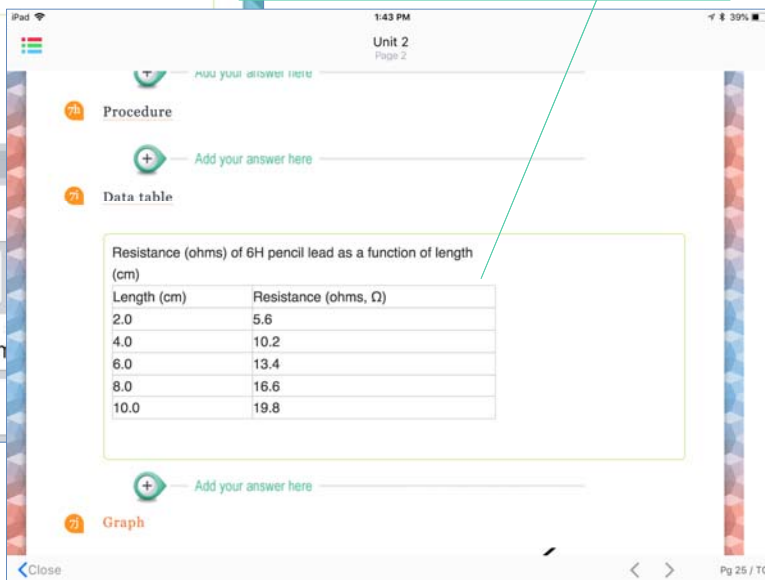 iPad 1:43 PM 39%
Unit 2
Page 2
Add your answer here
7h Procedure
Add your answer here
7i Data table
Resistance (ohms) of 6H pencil lead as a function of length
(cm)
Length (cm) Resistance (ohms, Ω)
2.0 5.6
4.0 10.2
6.0 13.4
8.0 16.6
10.0 19.8
Add your answer here
7j Graph
Close Pg 25 /